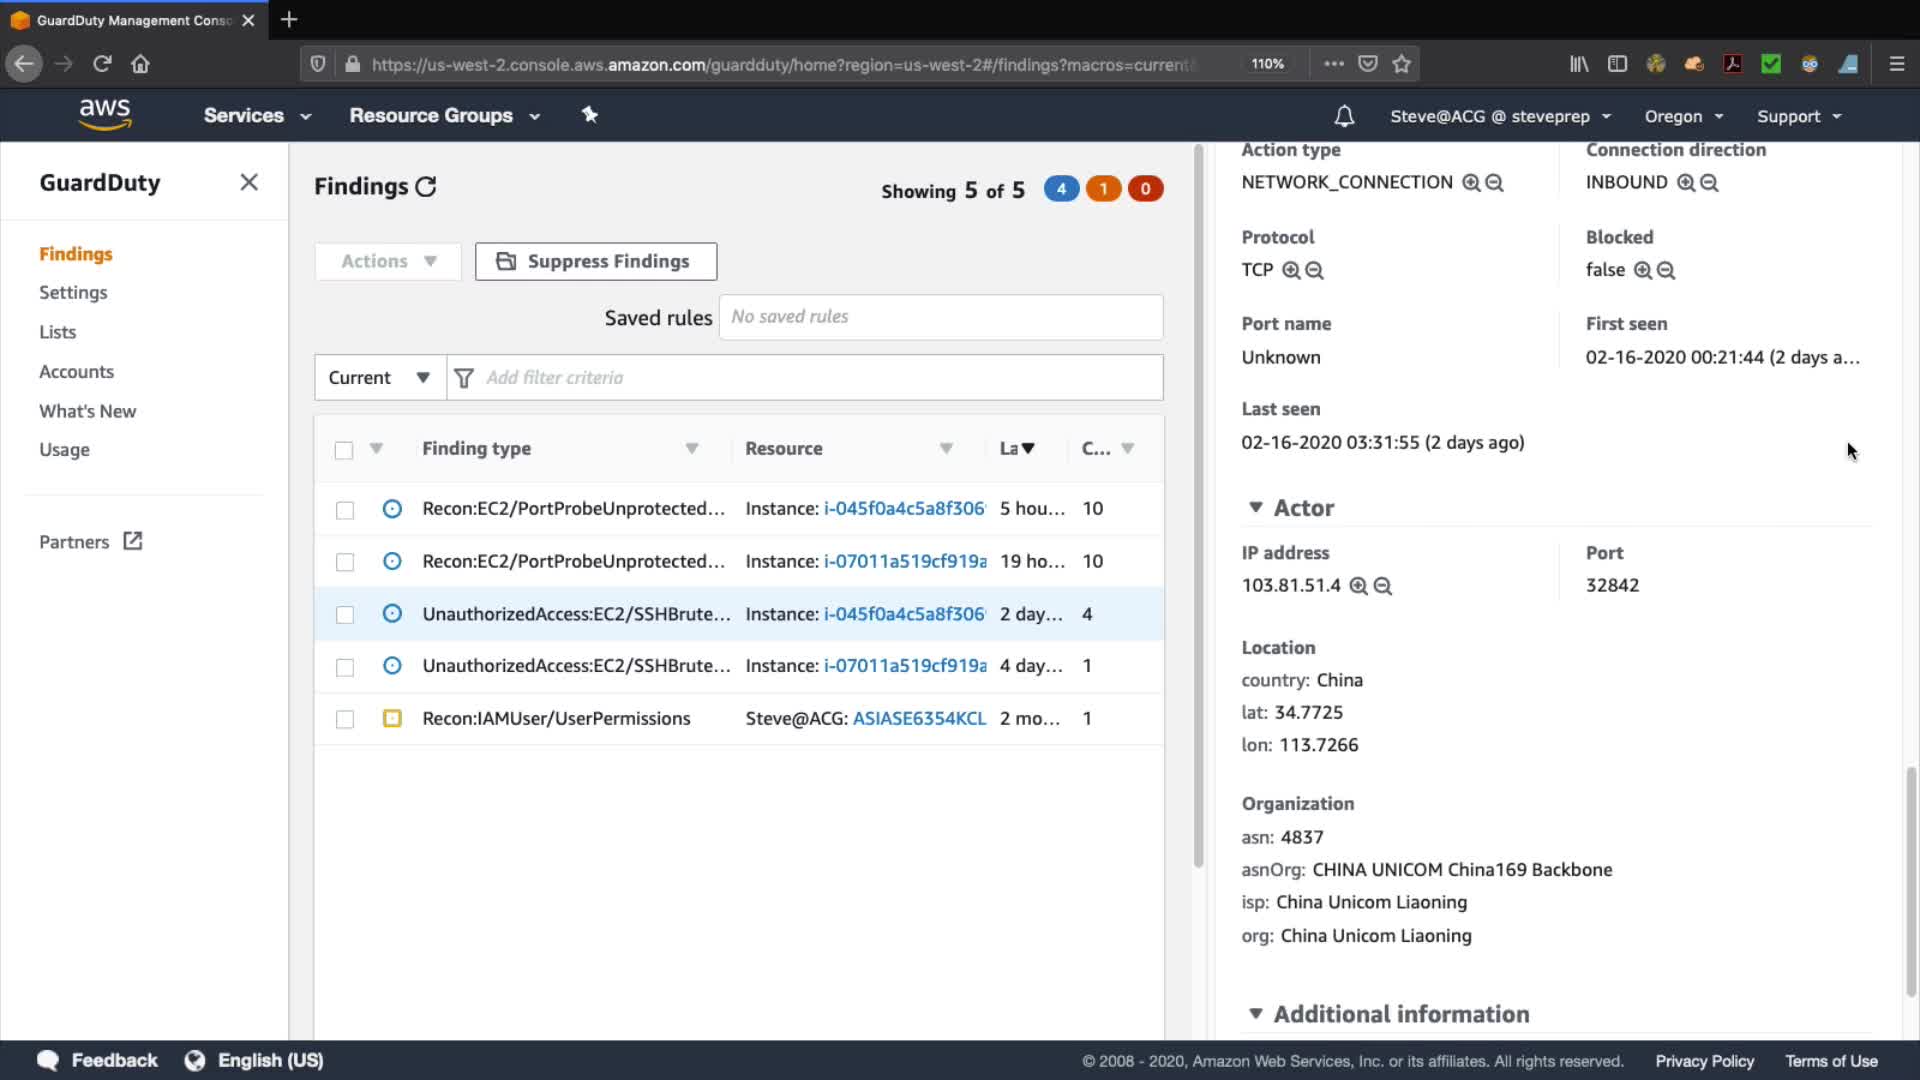 GuardDuty Management Conso
https://us-west-2.console.aws.amazon.com/guardduty/home?region=us-west-2#/findings?macros=current&
110%
aws
Services
Resource Groups
Steve@ACG @ steveprep
Oregon
Support
GuardDuty
Findings
Settings
Lists
Accounts
What's New
Usage
Partners
Findings
Showing 5 of 5
4
1
0
Actions
Suppress Findings
Saved rules
No saved rules
Current
Add filter criteria
Finding type
Resource
La
C...
Recon:EC2/PortProbeUnprotected... Instance: i-045f0a4c5a8f306 5 hou... 10
Recon:EC2/PortProbeUnprotected... Instance: i-07011a519cf919a 19 ho... 10
UnauthorizedAccess:EC2/SSHBrute... Instance: i-045f0a4c5a8f306 2 day... 4
UnauthorizedAccess:EC2/SSHBrute... Instance: i-07011a519cf919a 4 day... 1
Recon:IAMUser/UserPermissions Steve@ACG: ASIASE6354KCL 2 mo... 1
Action type
NETWORK_CONNECTION
Connection direction
INBOUND
Protocol
TCP
Blocked
false
Port name
Unknown
First seen
02-16-2020 00:21:44 (2 days a...
Last seen
02-16-2020 03:31:55 (2 days ago)
Actor
IP address
103.81.51.4
Port
32842
Location
country: China
lat: 34.7725
lon: 113.7266
Organization
asn: 4837
asnOrg: CHINA UNICOM China169 Backbone
isp: China Unicom Liaoning
org: China Unicom Liaoning
Additional information
Feedback
English (US)
© 2008 - 2020, Amazon Web Services, Inc. or its affiliates. All rights reserved.
Privacy Policy
Terms of Use